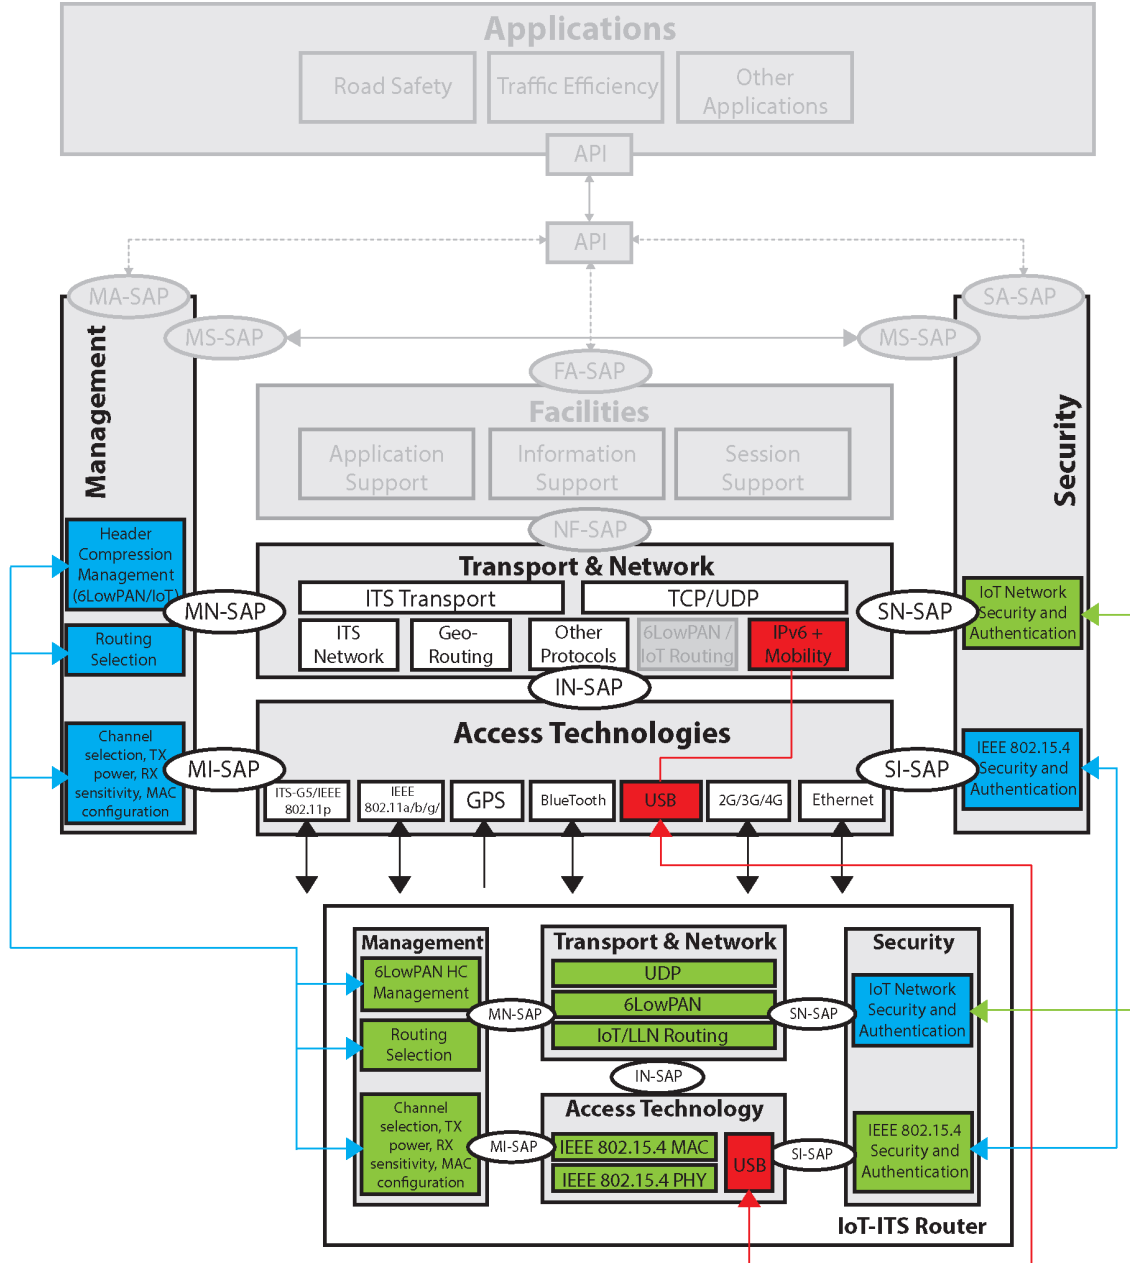 Applications
Road Safety
Traffic Efficiency
Other
Applications
API
API
MA-SAP
SA-SAP
MS-SAP
MS-SAP
FA-SAP
Management
Security
Facilities
Application
Support
Information
Support
Session
Support
NF-SAP
Header
Compression
Management
(6LowPAN/IoT)
Routing
Selection
Channel
selection, TX
power, RX
sensitivity, MAC
configuration
MN-SAP
MI-SAP
Transport & Network
ITS Transport
TCP/UDP
ITS
Network
Geo-
Routing
Other
Protocols
6LowPAN /
IoT Routing
IPv6 +
Mobility
IN-SAP
SN-SAP
IoT Network
Security and
Authentication
Access Technologies
ITS-G5/IEEE
802.11p
IEEE
802.11a/b/g/
GPS
BlueTooth
USB
2G/3G/4G
Ethernet
SI-SAP
IEEE 802.15.4
Security and
Authentication
Management
6LowPAN HC
Management
Routing
Selection
Channel
selection, TX
power, RX
sensitivity, MAC
configuration
MN-SAP
MI-SAP
Transport & Network
UDP
6LowPAN
IoT/LLN Routing
IN-SAP
Access Technology
IEEE 802.15.4 MAC
IEEE 802.15.4 PHY
USB
SN-SAP
SI-SAP
Security
IoT Network
Security and
Authentication
IEEE 802.15.4
Security and
Authentication
IoT-ITS Router